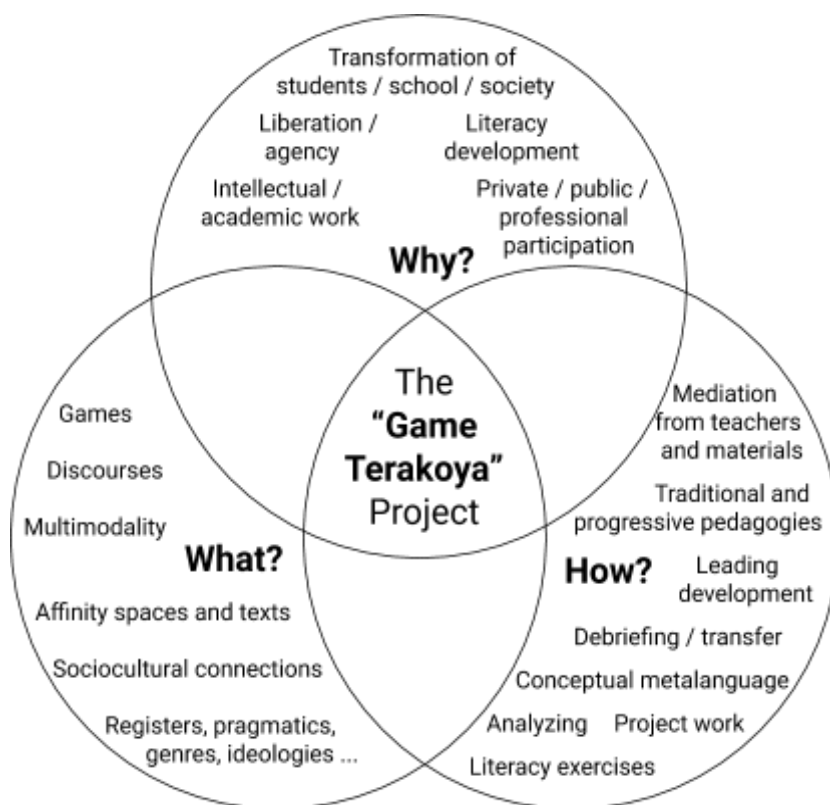 Transformation of
students / school / society
Liberation /
agency
Literacy
development
Intellectual /
academic work
Private / public /
professional
participation
Why?
The
“Game
Terakoya”
Project
Games
Discourses
Multimodality
What?
Affinity spaces and texts
Sociocultural connections
Registers, pragmatics,
genres, ideologies ...
Mediation
from teachers
and materials
Traditional and
progressive pedagogies
How?
Leading
development
Debriefing / transfer
Conceptual metalanguage
Analyzing
Project work
Literacy exercises